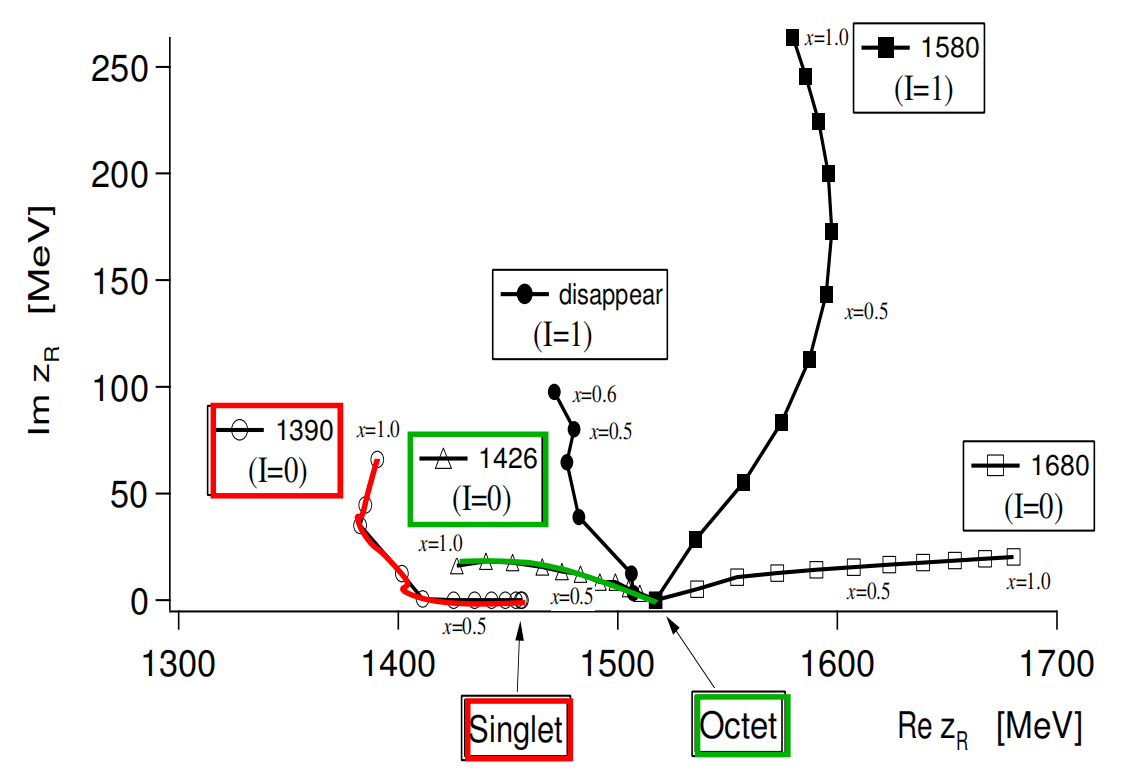 x=1.0
1580
(I=1)
250
200
Im z_R [MeV]
150
disappear
(I=1)
x=0.5
100
x=0.6
x=0.5
1390
(I=0)
x=1.0
1426
(I=0)
1680
(I=0)
50
x=1.0
x=0.5
x=0.5
x=1.0
0
x=0.5
1300
1400
1500
1600
1700
Singlet
Octet
Re z_R [MeV]